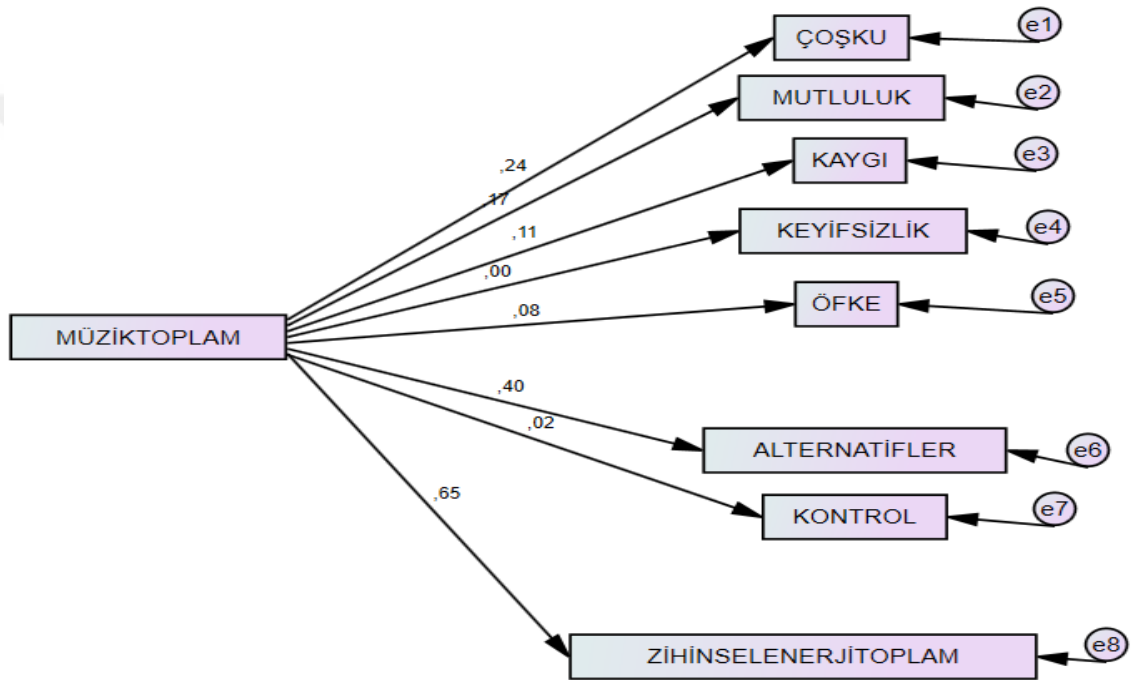 ÇOŞKU
e1
MUTLULUK
e2
KAYGI
e3
,24
,17
KEYİFSİZLİK
e4
,11
,00
ÖFKE
e5
,08
MÜZİKTOPLAM
,40
,02
ALTERNATİFLER
e6
,65
KONTROL
e7
ZİHİNSELENERJİTOPLAM
e8